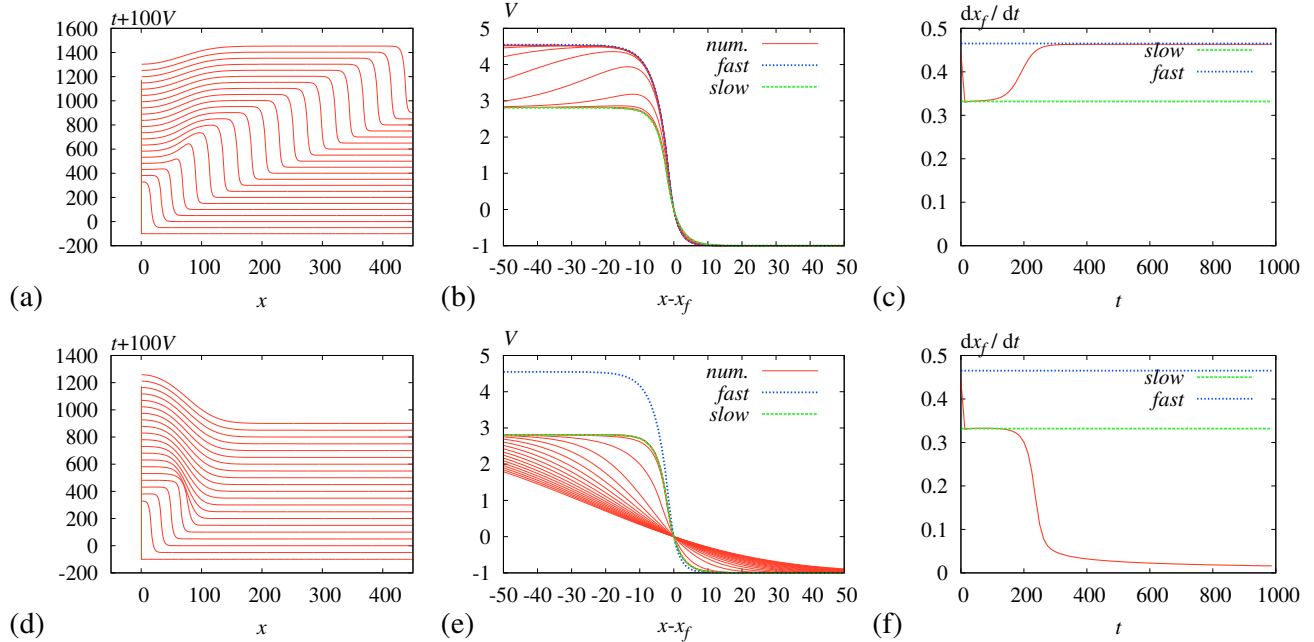 t+100V
1600
1400
1200
1000
800
600
400
200
0
-200
0 100 200 300 400
x
(a)
V
5
4
3
2
1
0
-1
-50 -40 -30 -20 -10 0 10 20 30 40 50
x-x_f
num.
fast
slow
(b)
dx_f / dt
0.5
0.4
0.3
0.2
0.1
0
0 200 400 600 800 1000
t
slow
fast
(c)
t+100V
1400
1200
1000
800
600
400
200
0
-200
0 100 200 300 400
x
(d)
V
5
4
3
2
1
0
-1
-50 -40 -30 -20 -10 0 10 20 30 40 50
x-x_f
num.
fast
slow
(e)
dx_f / dt
0.5
0.4
0.3
0.2
0.1
0
0 200 400 600 800 1000
t
slow
fast
(f)